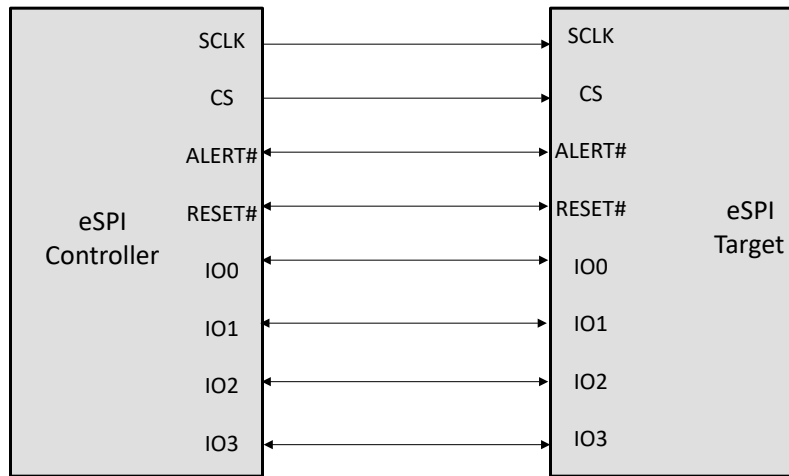 SCLK
SCLK
CS
CS
ALERT#
ALERT#
RESET#
RESET#
eSPI
Controller
eSPI
Target
IO0
IO0
IO1
IO1
IO2
IO2
IO3
IO3